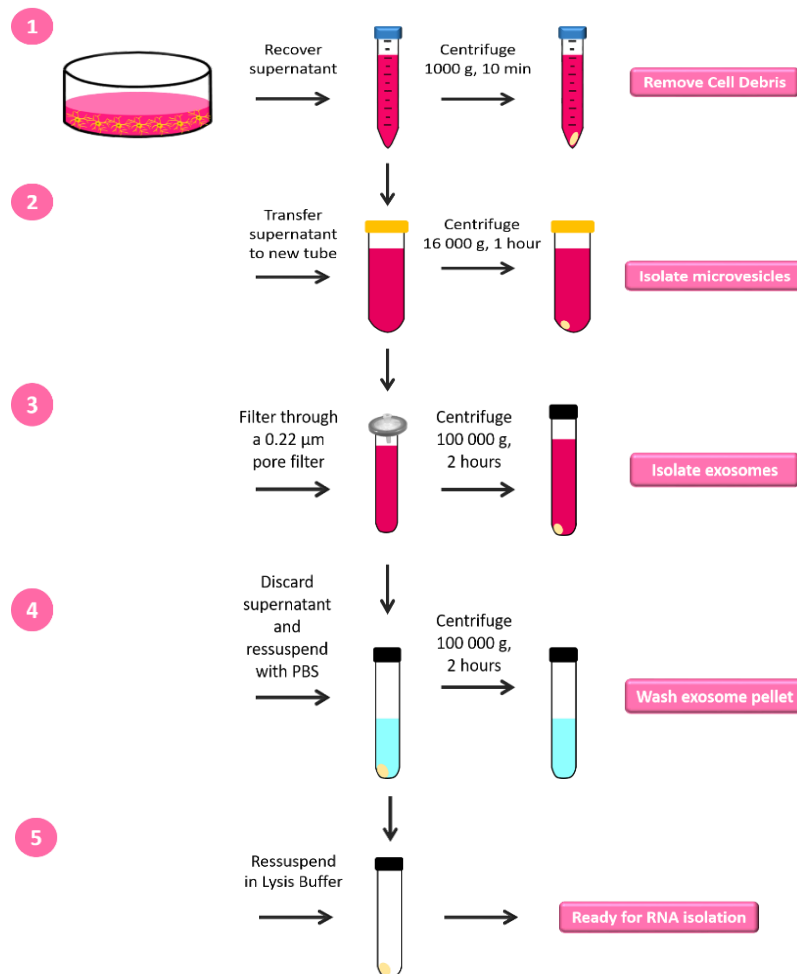 1
Recover
supernatant
Centrifuge
1000 g, 10 min
Remove Cell Debris
2
Transfer
supernatant
to new tube
Centrifuge
16 000 g, 1 hour
Isolate microvesicles
3
Filter through
a 0.22 µm
pore filter
Centrifuge
100 000 g,
2 hours
Isolate exosomes
4
Discard
supernatant
and
ressuspend
with PBS
Centrifuge
100 000 g,
2 hours
Wash exosome pellet
5
Ressuspend
in Lysis Buffer
Ready for RNA isolation